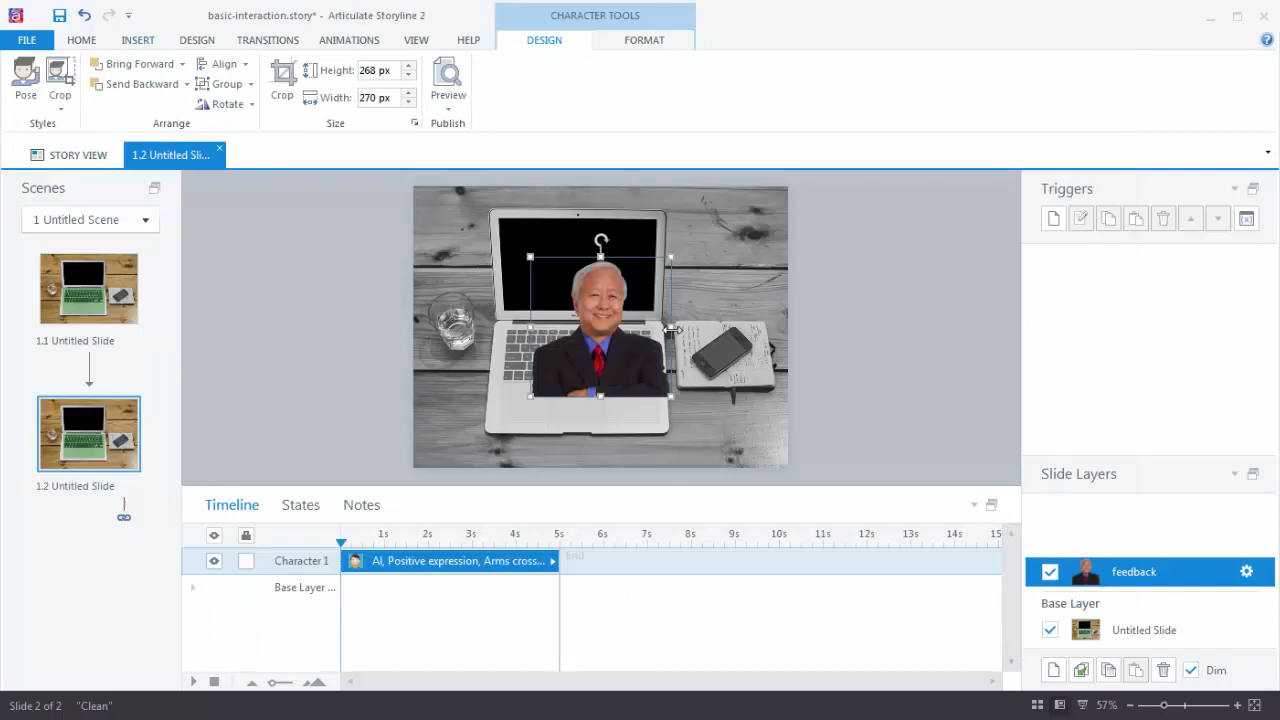 basic-interaction.story* - Articulate Storyline 2
CHARACTER TOOLS
FILE HOME INSERT DESIGN TRANSITIONS ANIMATIONS VIEW HELP DESIGN FORMAT
Pose
Crop
Styles
Bring Forward
Send Backward
Align
Group
Rotate
Arrange
Crop
Height: 268 px
Width: 270 px
Size
Preview
Publish
STORY VIEW
1.2 Untitled Sli...
Scenes
1 Untitled Scene
1.1 Untitled Slide
1.2 Untitled Slide
Triggers
Slide Layers
feedback
Base Layer
Untitled Slide
Dim
Timeline States Notes
1s 2s 3s 4s 5s 6s 7s 8s 9s 10s 11s 12s 13s 14s 15
Character 1
Al, Positive expression, Arms cross...
End
Base Layer ...
Slide 2 of 2 "Clean"
57%